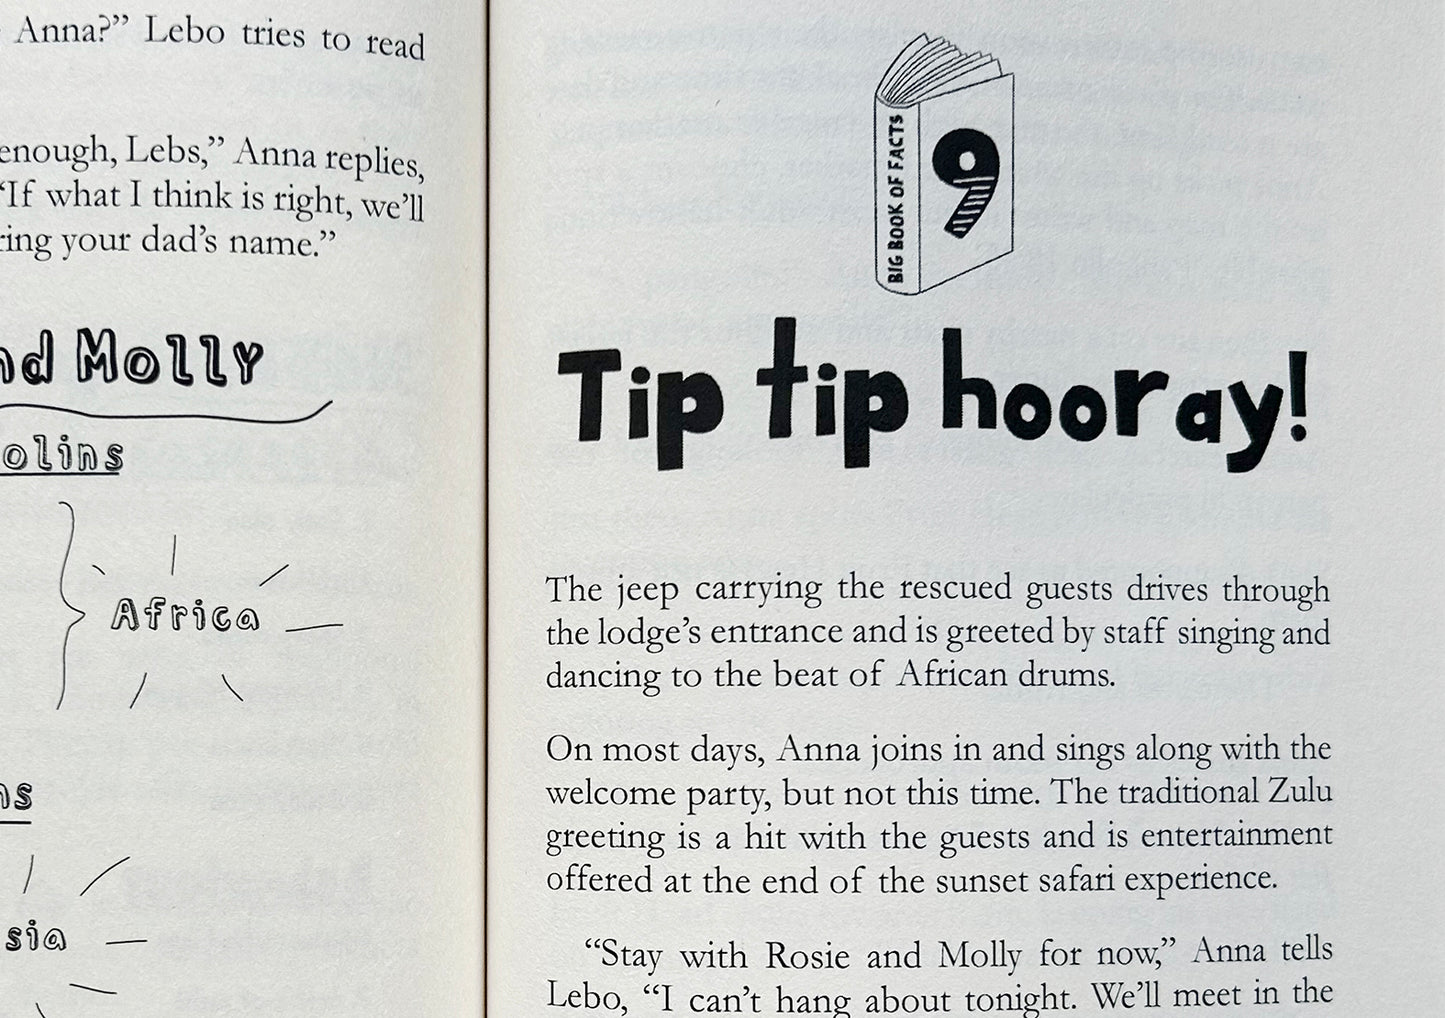 Anna?” Lebo tries to read
enough, Lebs,” Anna replies,
“If what I think is right, we’ll
ring your dad’s name.”
nd Molly
olins
Africa
ns
sia
BIG BOOK OF FACTS
9
Tip tip hooray!
The jeep carrying the rescued guests drives through
the lodge’s entrance and is greeted by staff singing and
dancing to the beat of African drums.
On most days, Anna joins in and sings along with the
welcome party, but not this time. The traditional Zulu
greeting is a hit with the guests and is entertainment
offered at the end of the sunset safari experience.
“Stay with Rosie and Molly for now,” Anna tells
Lebo, “I can’t hang about tonight. We’ll meet in the